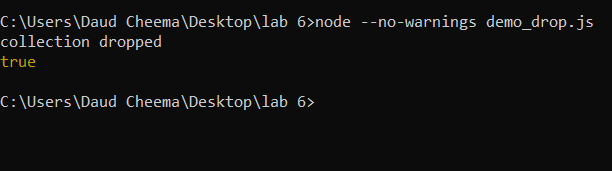 C:\Users\Daud Cheema\Desktop\lab 6>node --no-warnings demo_drop.js
collection dropped
true
C:\Users\Daud Cheema\Desktop\lab 6>